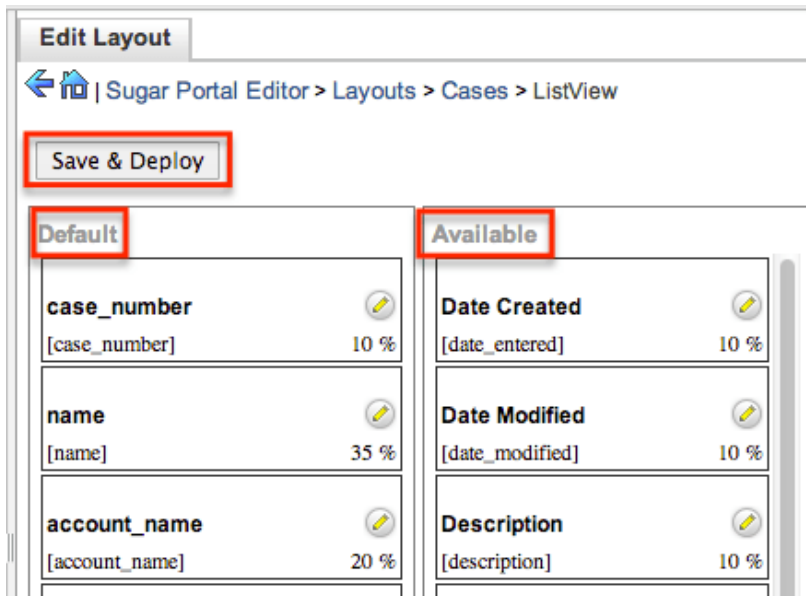 Edit Layout
| Sugar Portal Editor > Layouts > Cases > ListView
Save & Deploy
Default
case_number
[case_number] 10 %
name
[name] 35 %
account_name
[account_name] 20 %
Available
Date Created
[date_entered] 10 %
Date Modified
[date_modified] 10 %
Description
[description] 10 %